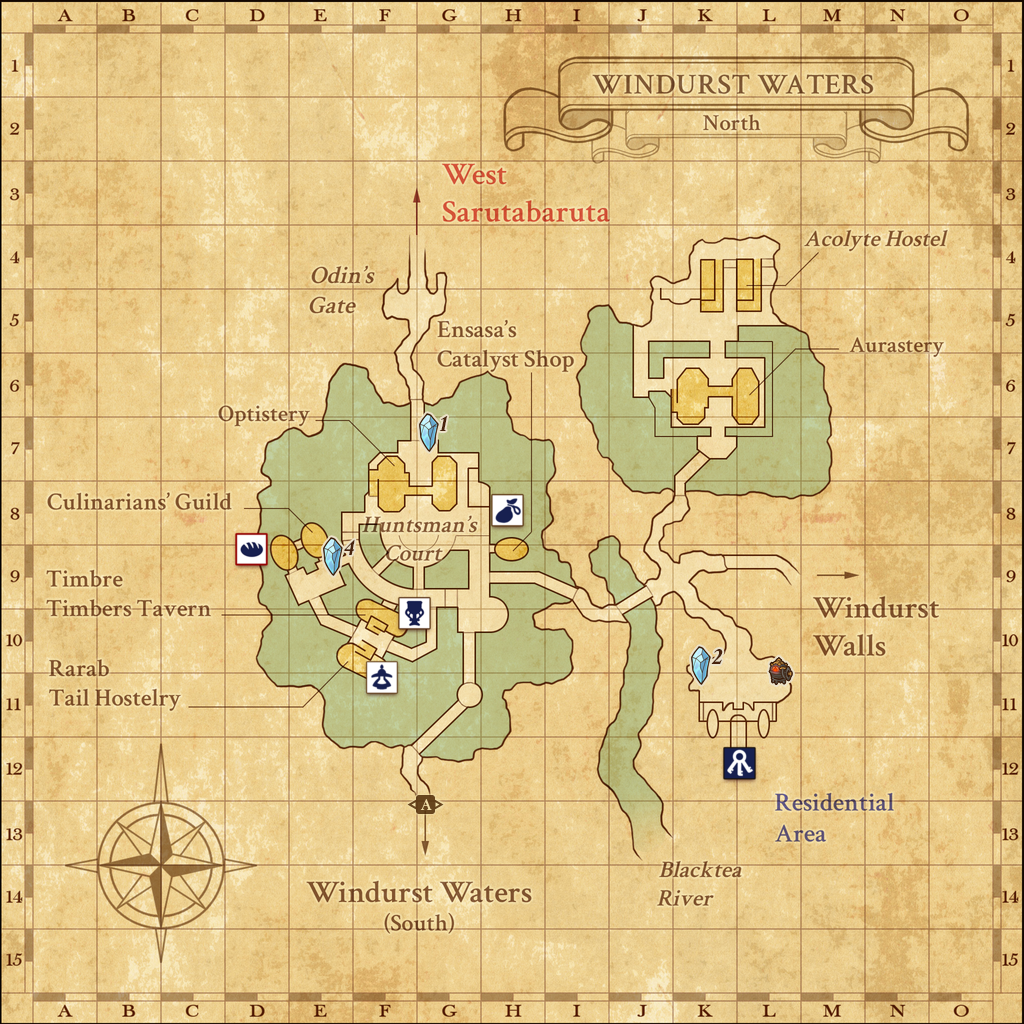 A B C D E F G H I J K L M N O
1 1
WINDURST WATERS
2 2
North
3 3
West
Sarutabaruta
4 4
Acolyte Hostel
Odin's
Gate
5 5
Ensasa's
Catalyst Shop
Aurastery
6 6
Optistery
1
7 7
Culinarians' Guild
8 8
Huntsman's
Court
4
9 9
Timbre
Timbers Tavern
Windurst
Walls
10 10
2
Rarab
Tail Hostelry
11 11
12 12
A
Residential
Area
13 13
Blacktea
River
14 14
Windurst Waters
(South)
15 15
A B C D E F G H I J K L M N O